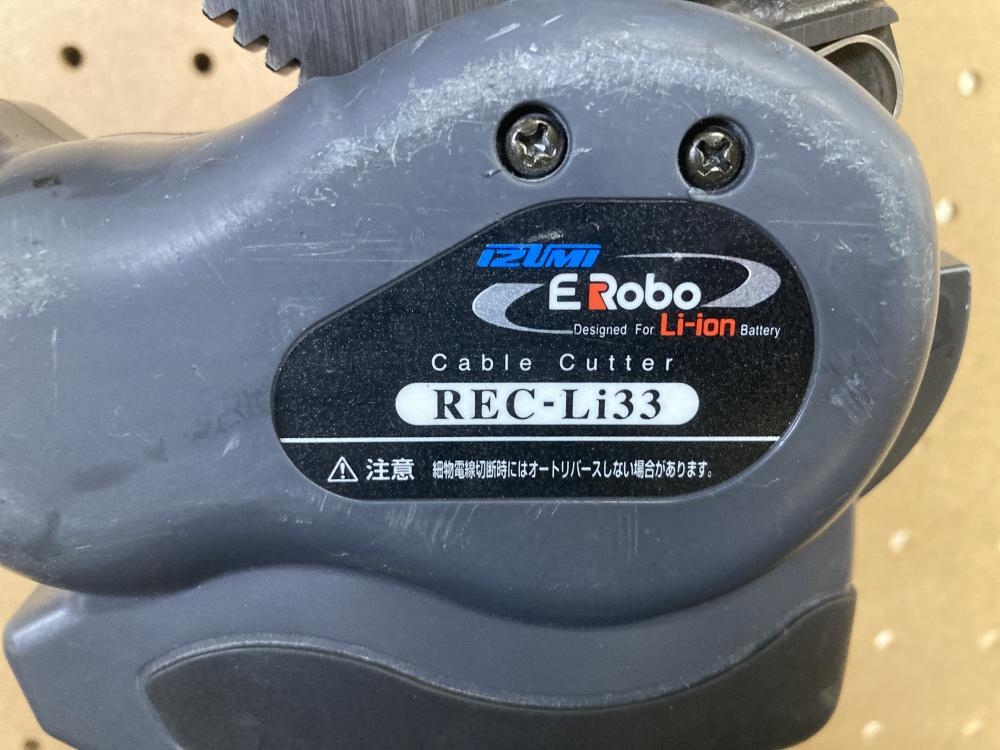 IZUMI
E Robo
Designed For Li-ion Battery
Cable Cutter
REC-Li33
⚠ 注意 細物電線切断時にはオートリバースしない場合があります。